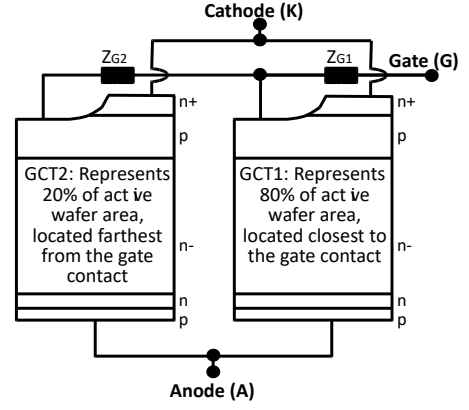 Cathode (K)
ZG2
ZG1
Gate (G)
n+
p
GCT2: Represents
20% of act ive
wafer area,
located farthest
from the gate
contact
n-
n
p
n+
p
GCT1: Represents
80% of act ive
wafer area,
located closest to
the gate contact
n-
n
p
Anode (A)